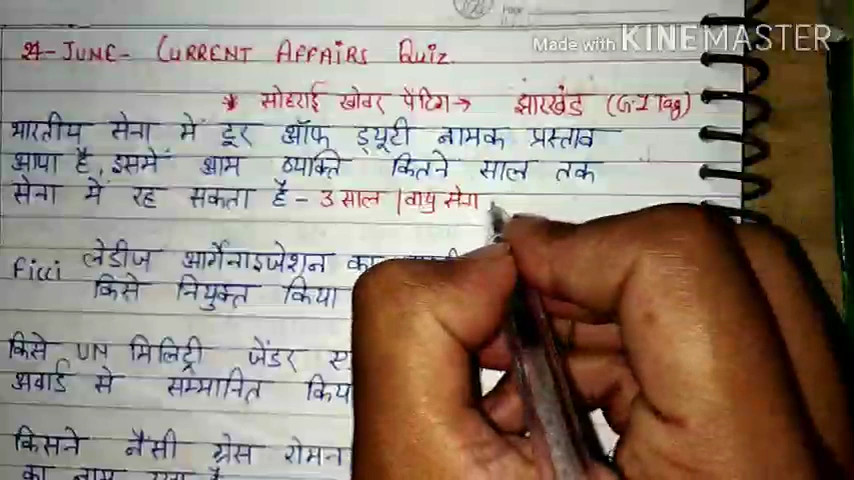 Made with KINEMASTER
24-JUNE- CURRENT AFFAIRS Quiz.
* सोहराई खोवर पेंटिग→ झारखंड (GI Tag)
भारतीय सेना में टूर ऑफ ड्यूटी नामक प्रस्ताव
आया है, इसमें आम व्यक्ति कितने साल तक
सेना में रह सकता है - 3 साल | वायु सेना
Ficci लेडीज आर्गेनाइजेशन का
किसे नियुक्त किया
किसे UN मिलिट्री जेंडर
अवार्ड से सम्मानित किया
किसने नैंसी ग्रेस रोमन
का नाम